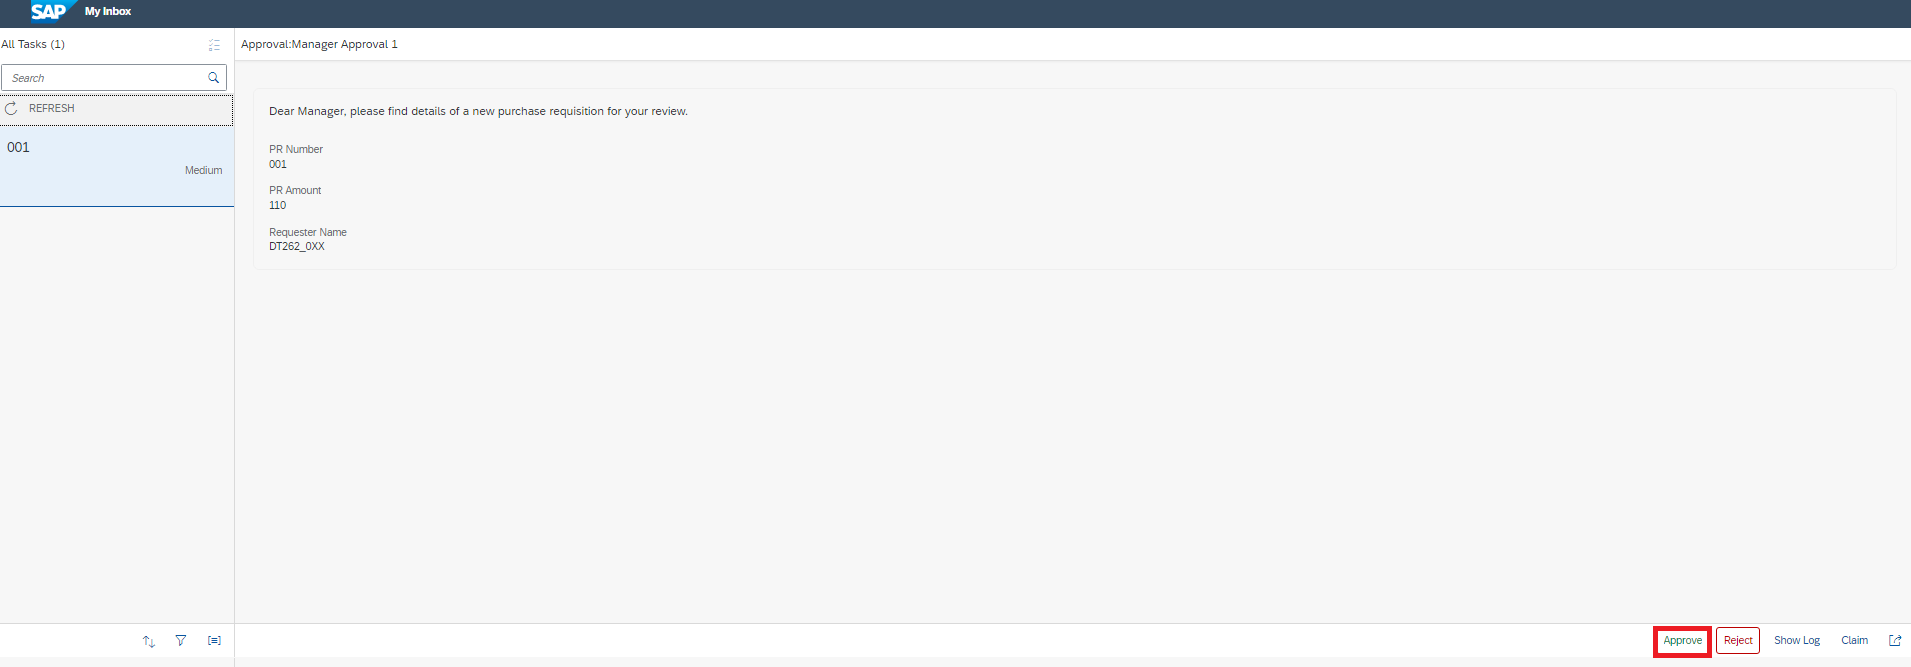 SAP My Inbox
All Tasks (1)
Search
REFRESH
001
Medium
Approval:Manager Approval 1
Dear Manager, please find details of a new purchase requisition for your review.
PR Number
001
PR Amount
110
Requester Name
DT262_0XX
Approve Reject Show Log Claim